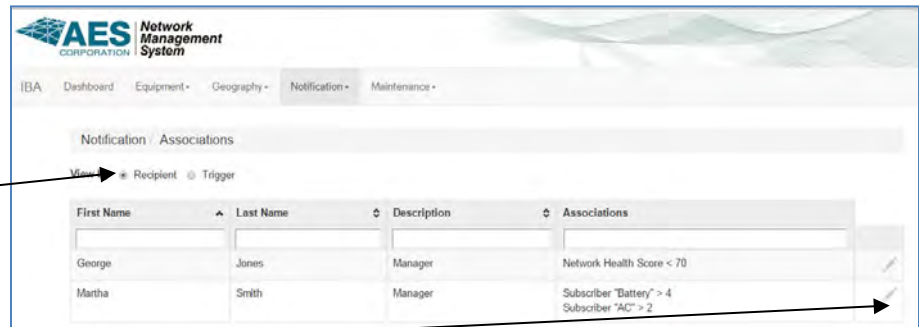 AES
CORPORATION
Network
Management
System
IBA Dashboard Equipment Geography Notification Maintenance
Notification / Associations
View Recipient Trigger
First Name Last Name Description Associations
George Jones Manager Network Health Score < 70
Martha Smith Manager Subscriber "Battery" > 4
Subscriber "AC" > 2